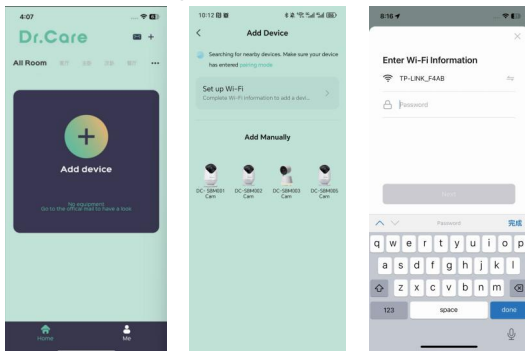 4:07
Dr.Care
All Room
Add device
No equipment
Go to the offical mall to have a look
Home
Me
10:12
Add Device
Searching for nearby devices. Make sure your device
has entered pairing mode
Set up Wi-Fi
Complete Wi-Fi information to add a devi...
Add Manually
DC-SBM001
Cam
DC-SBM002
Cam
DC-SBM003
Cam
DC-SBM005
Cam
8:16
Enter Wi-Fi Information
TP-LINK_F4AB
Password
Next
Password
完成
q w e r t y u i o p
a s d f g h j k l
z x c v b n m
123
space
done